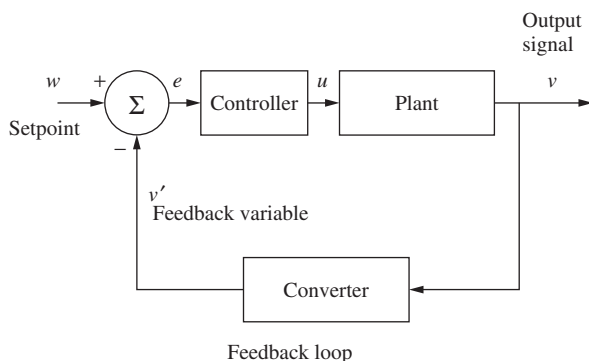 Output
signal
w + e u v
Σ Controller Plant
Setpoint
−
v′
Feedback variable
Converter
Feedback loop